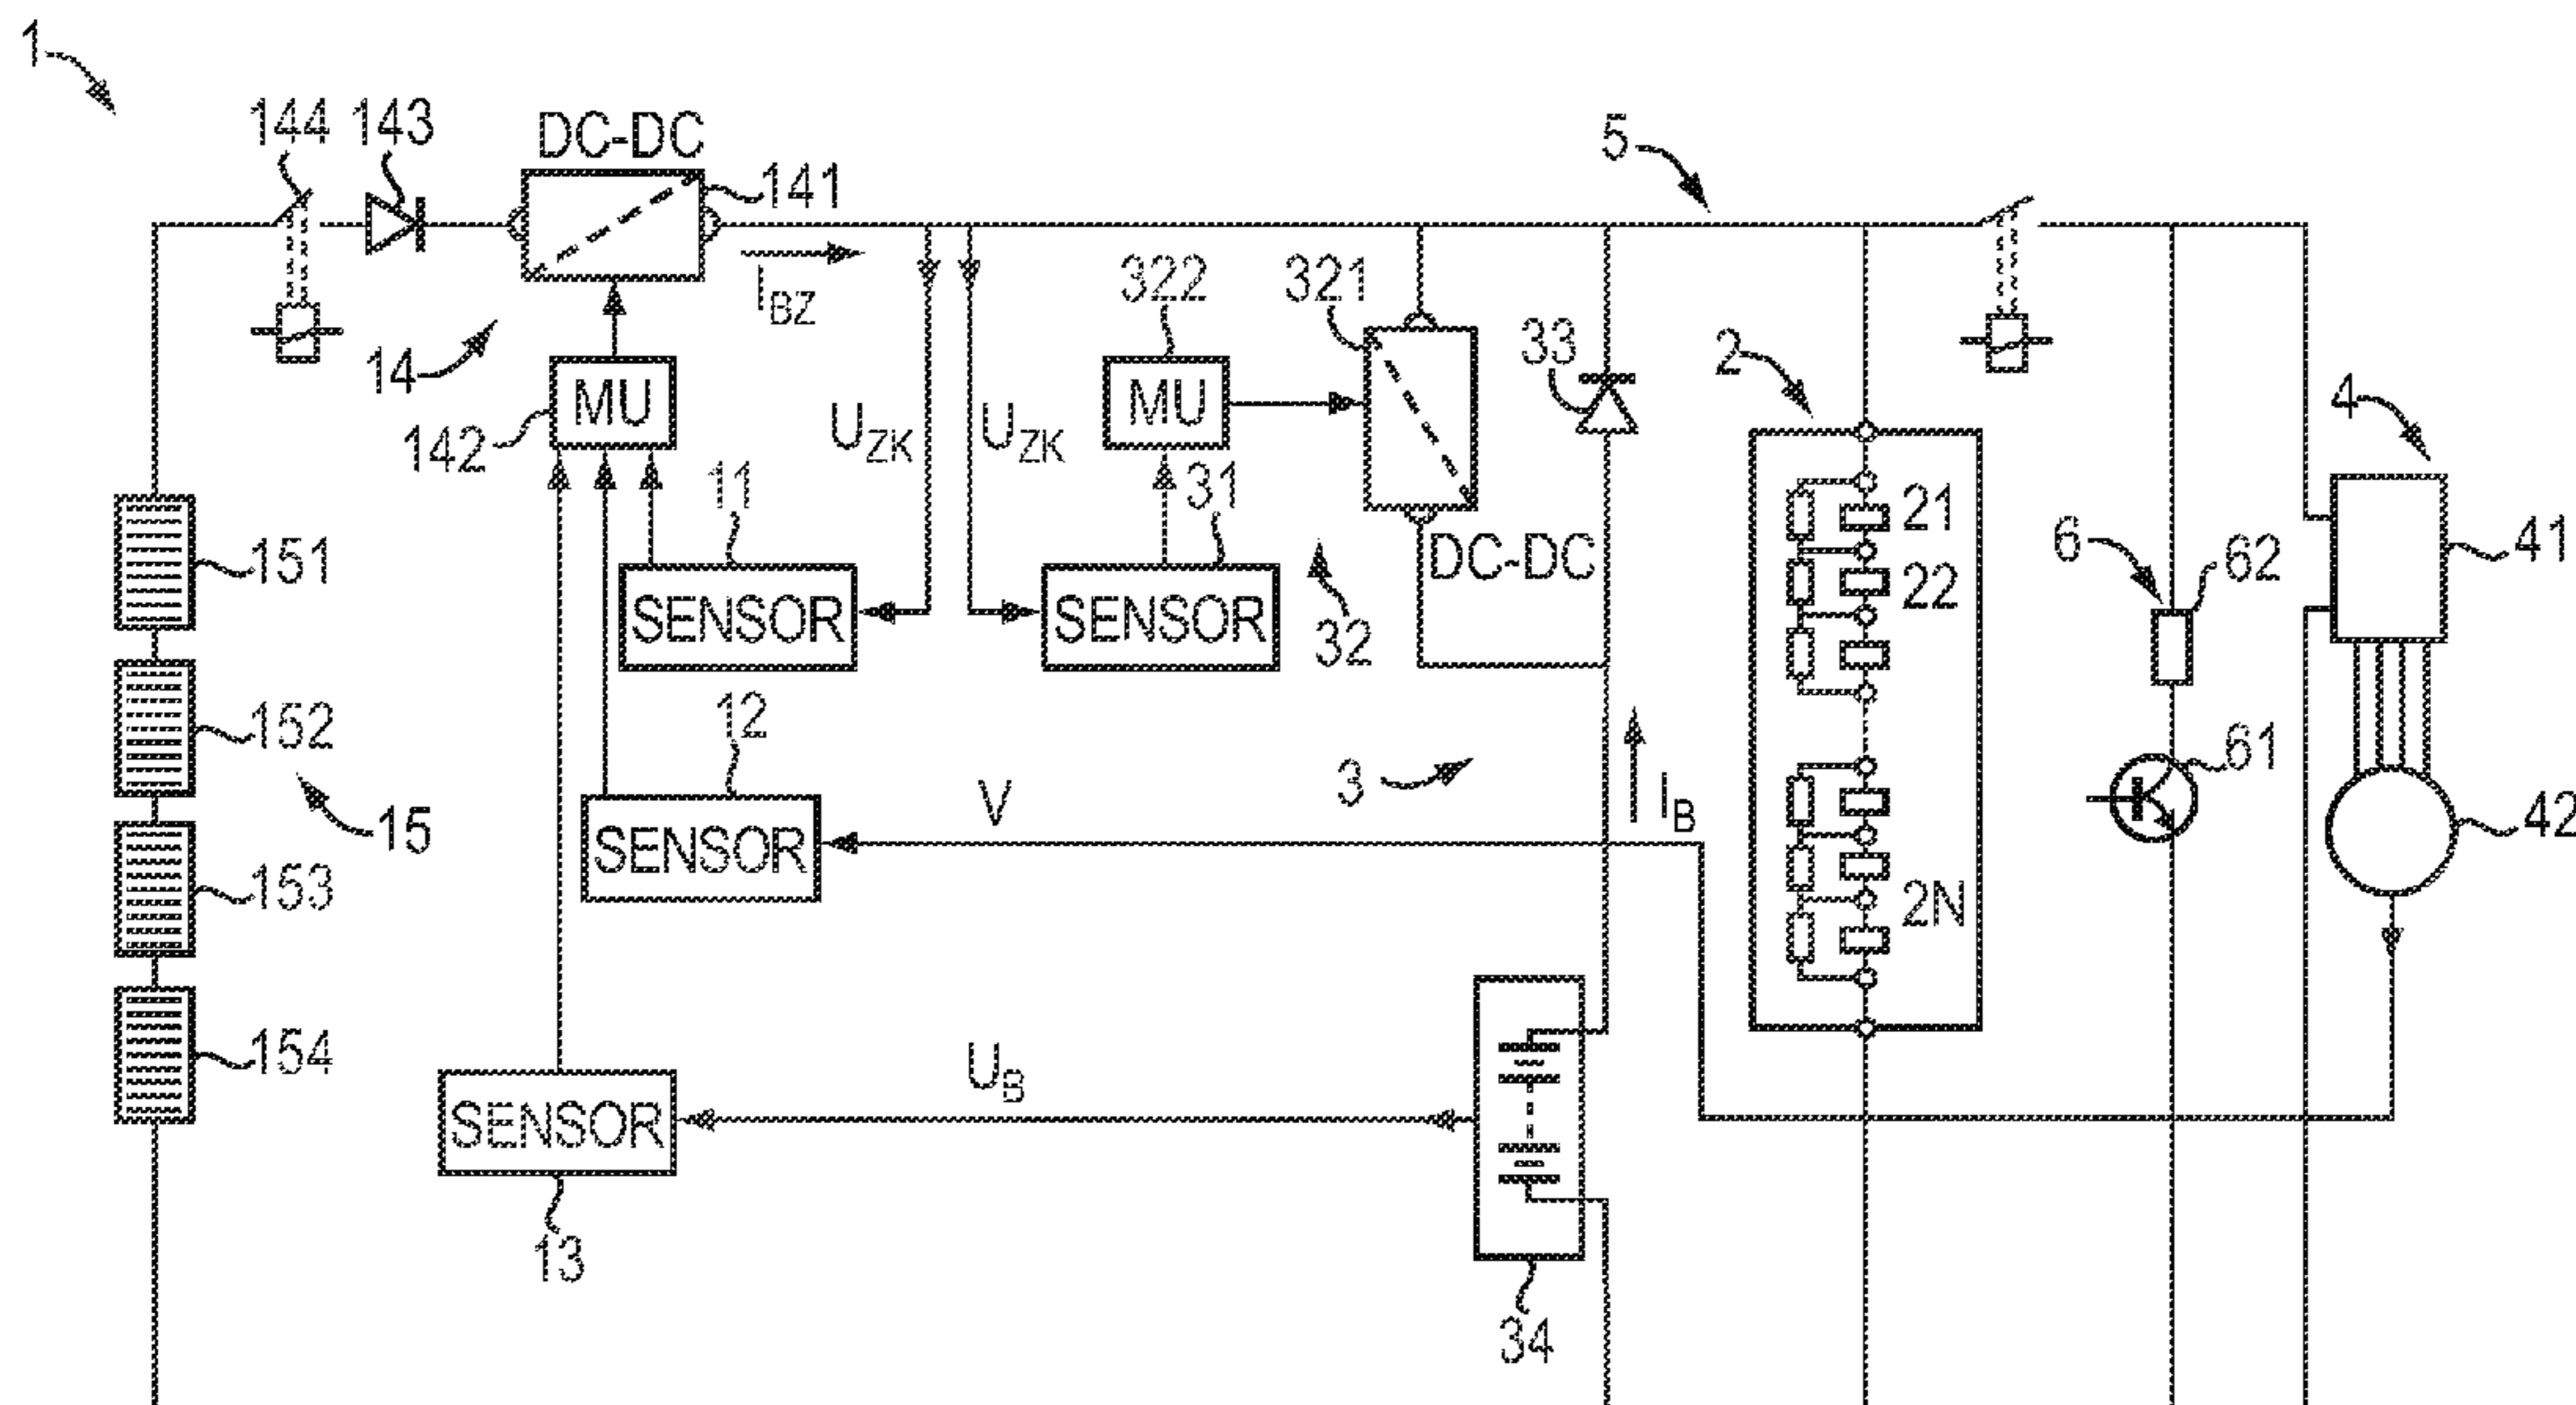 1
144 143 DC-DC 141
5
I_BZ
322 321
14
33
2
MU
142
U_ZK U_ZK
MU
4
11
31
21
22
DC-DC
6 62
41
151
SENSOR SENSOR
32
12
152
15
V
3
I_B
61
42
SENSOR
153
2N
154
U_B
SENSOR
13
34